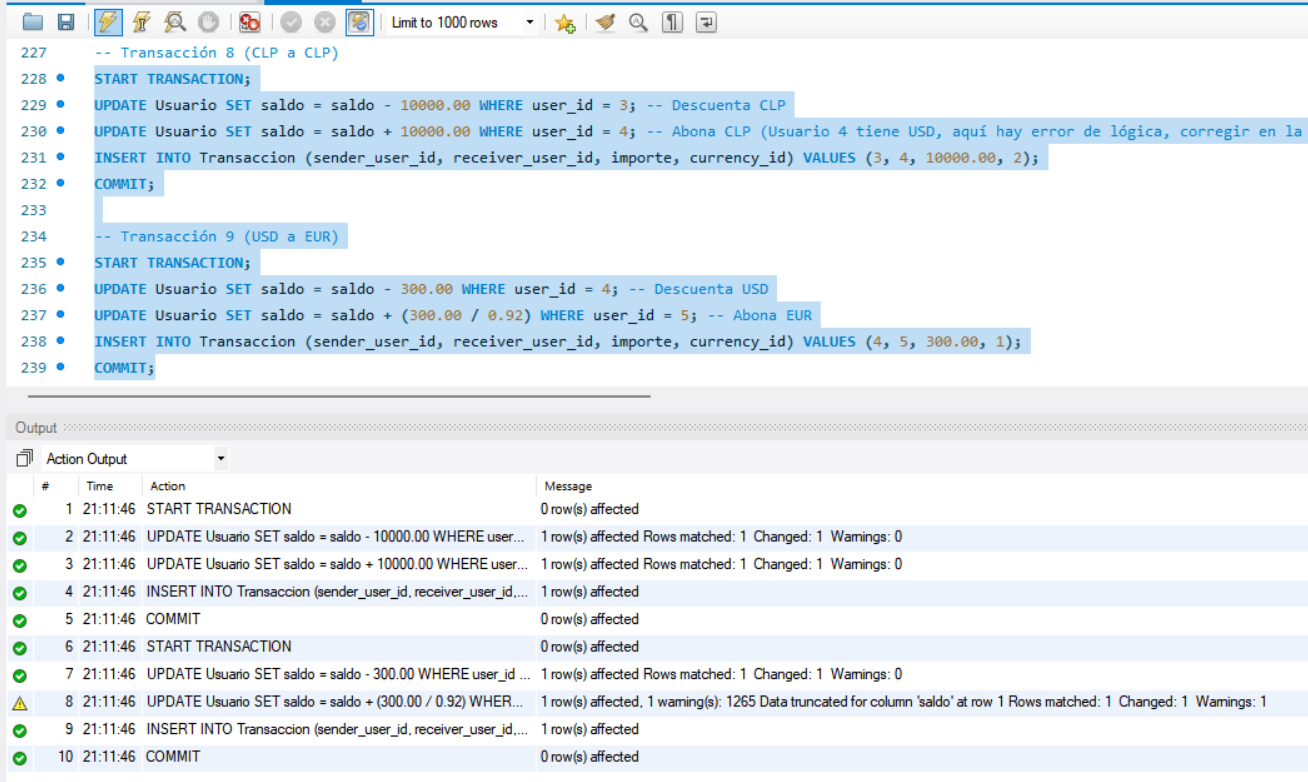 Limit to 1000 rows
227 -- Transacción 8 (CLP a CLP)
228 START TRANSACTION;
229 UPDATE Usuario SET saldo = saldo - 10000.00 WHERE user_id = 3; -- Descuenta CLP
230 UPDATE Usuario SET saldo = saldo + 10000.00 WHERE user_id = 4; -- Abona CLP (Usuario 4 tiene USD, aquí hay error de lógica, corregir en la
231 INSERT INTO Transaccion (sender_user_id, receiver_user_id, importe, currency_id) VALUES (3, 4, 10000.00, 2);
232 COMMIT;
233
234 -- Transacción 9 (USD a EUR)
235 START TRANSACTION;
236 UPDATE Usuario SET saldo = saldo - 300.00 WHERE user_id = 4; -- Descuenta USD
237 UPDATE Usuario SET saldo = saldo + (300.00 / 0.92) WHERE user_id = 5; -- Abona EUR
238 INSERT INTO Transaccion (sender_user_id, receiver_user_id, importe, currency_id) VALUES (4, 5, 300.00, 1);
239 COMMIT;
Output
Action Output
# Time Action Message
1 21:11:46 START TRANSACTION 0 row(s) affected
2 21:11:46 UPDATE Usuario SET saldo = saldo - 10000.00 WHERE user... 1 row(s) affected Rows matched: 1 Changed: 1 Warnings: 0
3 21:11:46 UPDATE Usuario SET saldo = saldo + 10000.00 WHERE user... 1 row(s) affected Rows matched: 1 Changed: 1 Warnings: 0
4 21:11:46 INSERT INTO Transaccion (sender_user_id, receiver_user_id,... 1 row(s) affected
5 21:11:46 COMMIT 0 row(s) affected
6 21:11:46 START TRANSACTION 0 row(s) affected
7 21:11:46 UPDATE Usuario SET saldo = saldo - 300.00 WHERE user_id ... 1 row(s) affected Rows matched: 1 Changed: 1 Warnings: 0
8 21:11:46 UPDATE Usuario SET saldo = saldo + (300.00 / 0.92) WHER... 1 row(s) affected, 1 warning(s): 1265 Data truncated for column 'saldo' at row 1 Rows matched: 1 Changed: 1 Warnings: 1
9 21:11:46 INSERT INTO Transaccion (sender_user_id, receiver_user_id,... 1 row(s) affected
10 21:11:46 COMMIT 0 row(s) affected